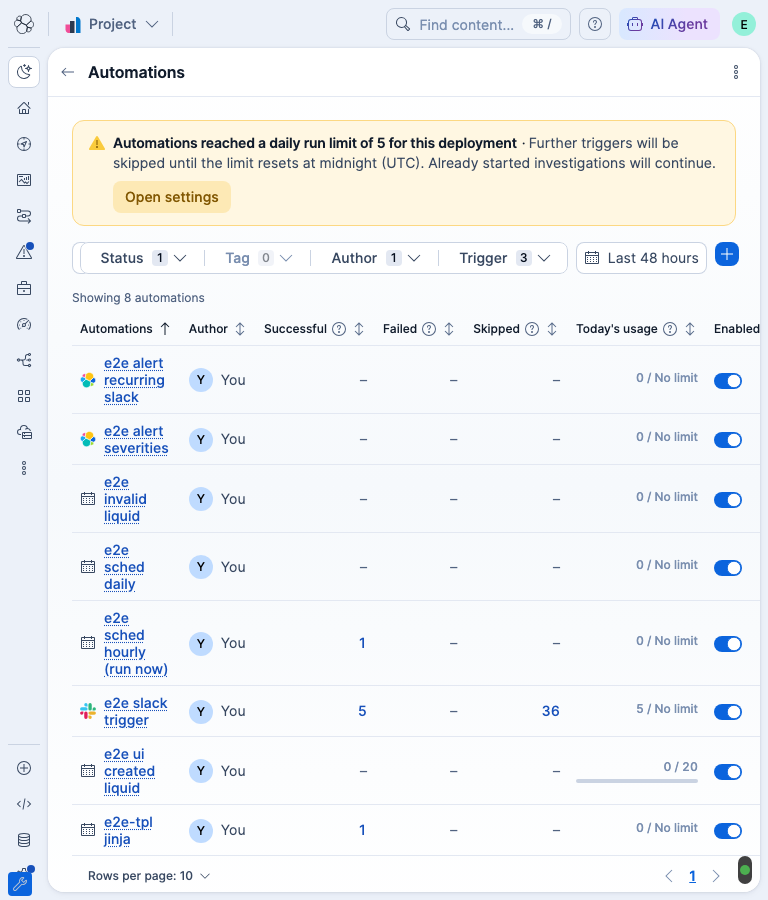 Project
Find content...
⌘ /
AI Agent
E
Automations
Automations reached a daily run limit of 5 for this deployment · Further triggers will be
skipped until the limit resets at midnight (UTC). Already started investigations will continue.
Open settings
Status 1
Tag 0
Author 1
Trigger 3
Last 48 hours
Showing 8 automations
Automations Author Successful Failed Skipped Today's usage Enabled
e2e alert
recurring
slack
Y You – – – 0 / No limit
e2e alert
severities
Y You – – – 0 / No limit
e2e
invalid
liquid
Y You – – – 0 / No limit
e2e
sched
daily
Y You – – – 0 / No limit
e2e
sched
hourly
(run now)
Y You 1 – – 0 / No limit
e2e slack
trigger
Y You 5 – 36 5 / No limit
e2e ui
created
liquid
Y You – – – 0 / 20
e2e-tpl
jinja
Y You 1 – – 0 / No limit
Rows per page: 10
1